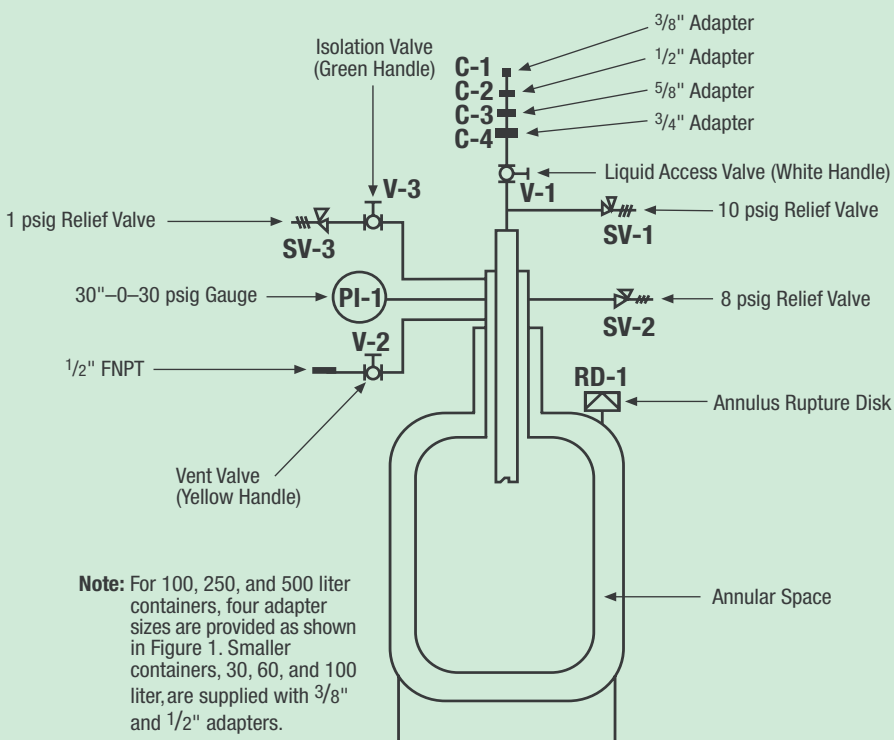 3/8" Adapter
Isolation Valve
(Green Handle)
C-1
1/2" Adapter
C-2
5/8" Adapter
C-3
3/4" Adapter
C-4
Liquid Access Valve (White Handle)
V-3
V-1
1 psig Relief Valve
10 psig Relief Valve
SV-3
SV-1
30"–0–30 psig Gauge
PI-1
8 psig Relief Valve
SV-2
V-2
1/2" FNPT
RD-1
Annulus Rupture Disk
Vent Valve
(Yellow Handle)
Note: For 100, 250, and 500 liter
containers, four adapter
sizes are provided as shown
in Figure 1. Smaller
containers, 30, 60, and 100
liter,are supplied with 3/8"
and 1/2" adapters.
Annular Space